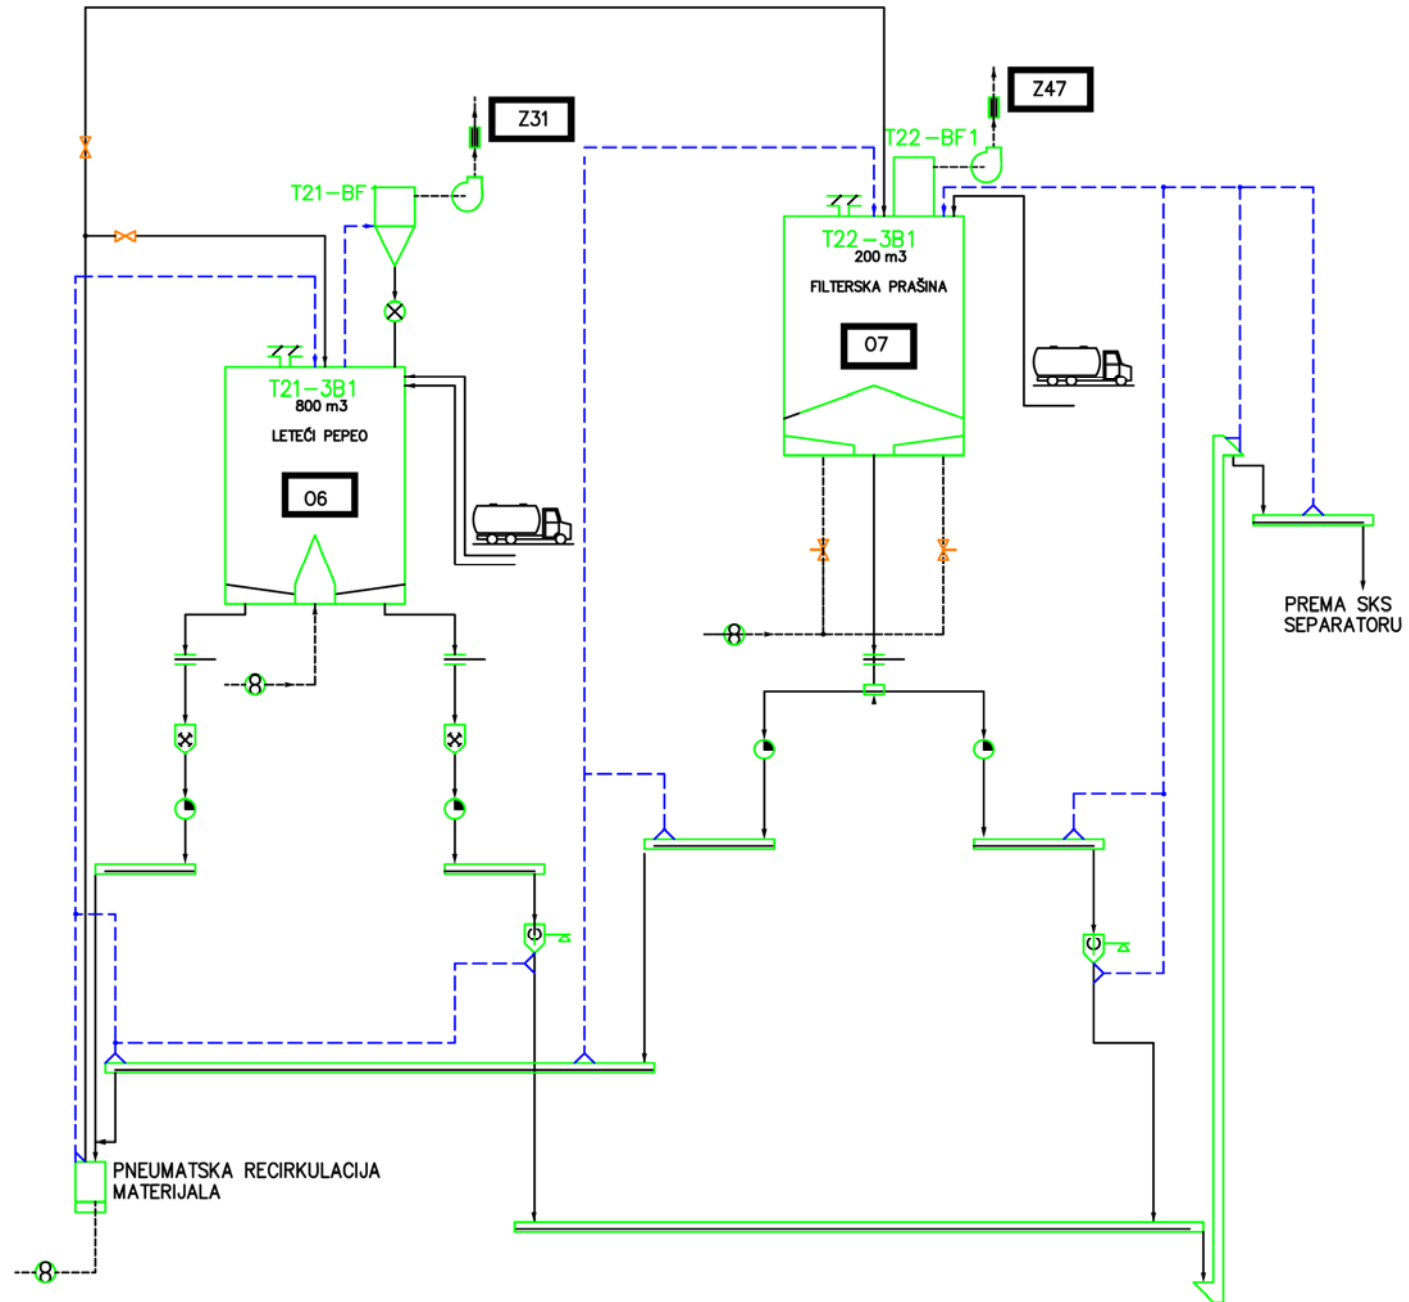 Z47
Z31
T22-BF1
T21-BF1
T22-3B1
200 m3
FILTERSKA PRAŠINA
07
T21-3B1
800 m3
LETEĆI PEPEO
06
PREMA SKS
SEPARATORU
PNEUMATSKA RECIRKULACIJA
MATERIJALA